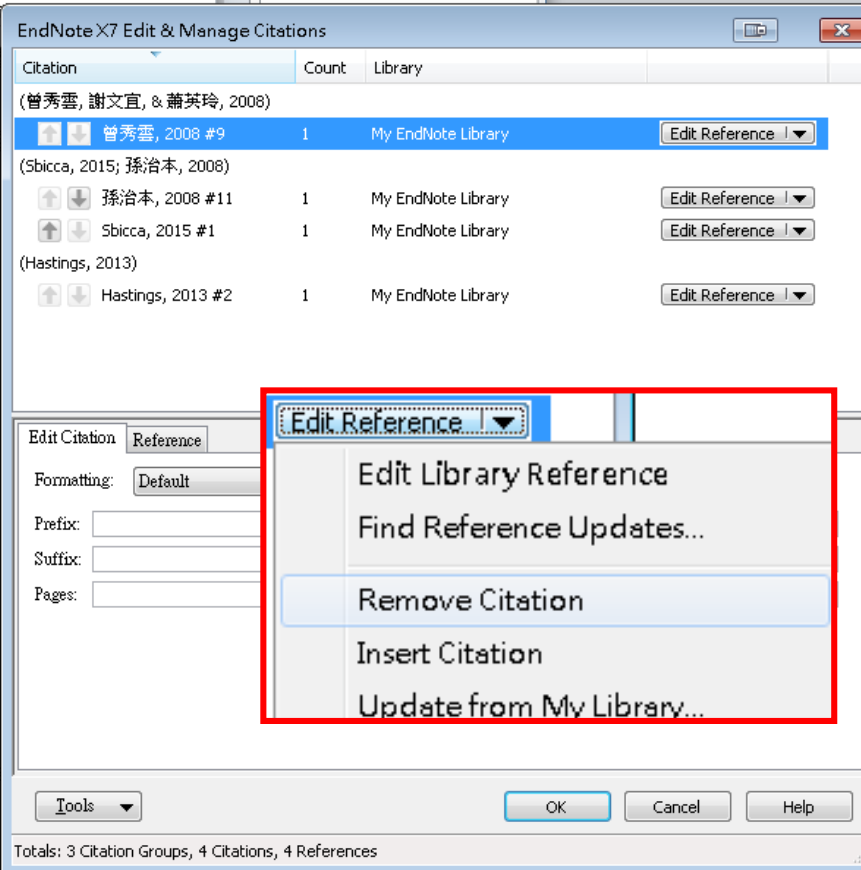 EndNote X7 Edit & Manage Citations
Citation Count Library
(曾秀雲, 謝文宜, & 蕭英玲, 2008)
曾秀雲, 2008 #9 1 My EndNote Library Edit Reference
(Sbicca, 2015; 孫治本, 2008)
孫治本, 2008 #11 1 My EndNote Library Edit Reference
Sbicca, 2015 #1 1 My EndNote Library Edit Reference
(Hastings, 2013)
Hastings, 2013 #2 1 My EndNote Library Edit Reference
Edit Reference
Edit Library Reference
Find Reference Updates...
Remove Citation
Insert Citation
Update from My Library...
Edit Citation Reference
Formatting: Default
Prefix:
Suffix:
Pages:
Tools OK Cancel Help
Totals: 3 Citation Groups, 4 Citations, 4 References